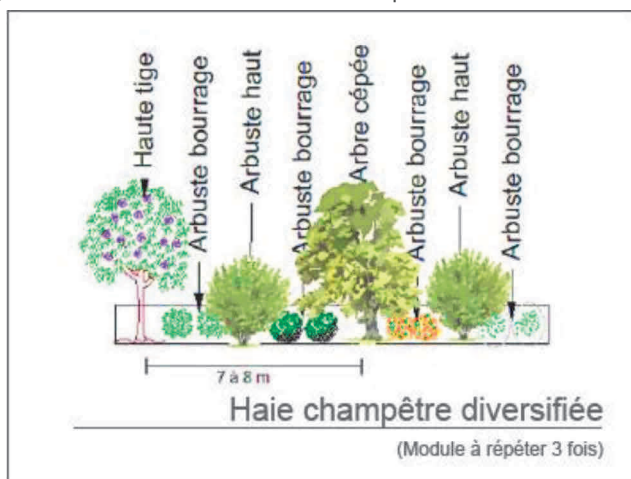 Haute tige
Arbuste bourrage
Arbuste haut
Arbuste bourrage
Arbre cépée
Arbuste bourrage
Arbuste haut
Arbuste bourrage
7 à 8 m
Haie champêtre diversifiée
(Module à répéter 3 fois)